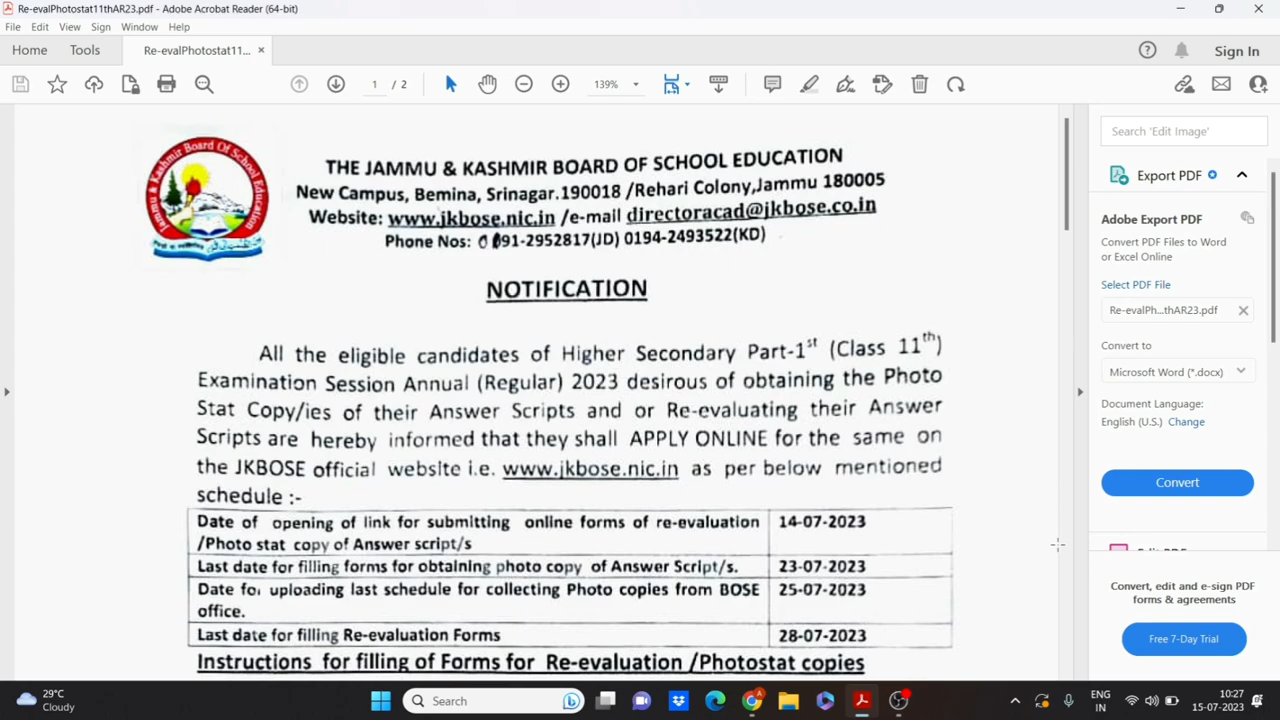 Re-evalPhotostat11thAR23.pdf - Adobe Acrobat Reader (64-bit)
File Edit View Sign Window Help
Home Tools Re-evalPhotostat11... × Sign In
1 / 2 139%
Jammu & Kashmir Board Of School Education
THE JAMMU & KASHMIR BOARD OF SCHOOL EDUCATION
New Campus, Bemina, Srinagar.190018 /Rehari Colony,Jammu 180005
Website: www.jkbose.nic.in /e-mail directoracad@jkbose.co.in
Phone Nos: 0191-2952817(JD) 0194-2493522(KD)
NOTIFICATION
All the eligible candidates of Higher Secondary Part-1st (Class 11th)
Examination Session Annual (Regular) 2023 desirous of obtaining the Photo
Stat Copy/ies of their Answer Scripts and or Re-evaluating their Answer
Scripts are hereby informed that they shall APPLY ONLINE for the same on
the JKBOSE official website i.e. www.jkbose.nic.in as per below mentioned
schedule :-
Date of opening of link for submitting online forms of re-evaluation 14-07-2023
/Photo stat copy of Answer script/s
Last date for filling forms for obtaining photo copy of Answer Script/s. 23-07-2023
Date for uploading last schedule for collecting Photo copies from BOSE 25-07-2023
office.
Last date for filling Re-evaluation Forms 28-07-2023
Instructions for filling of Forms for Re-evaluation /Photostat copies
Search 'Edit Image'
Export PDF
Adobe Export PDF
Convert PDF Files to Word
or Excel Online
Select PDF File
Re-evalPh...thAR23.pdf
Convert to
Microsoft Word (*.docx)
Document Language:
English (U.S.) Change
Convert
Edit PDF
Convert, edit and e-sign PDF
forms & agreements
Free 7-Day Trial
29°C
Cloudy
Search
ENG
IN
10:27
15-07-2023